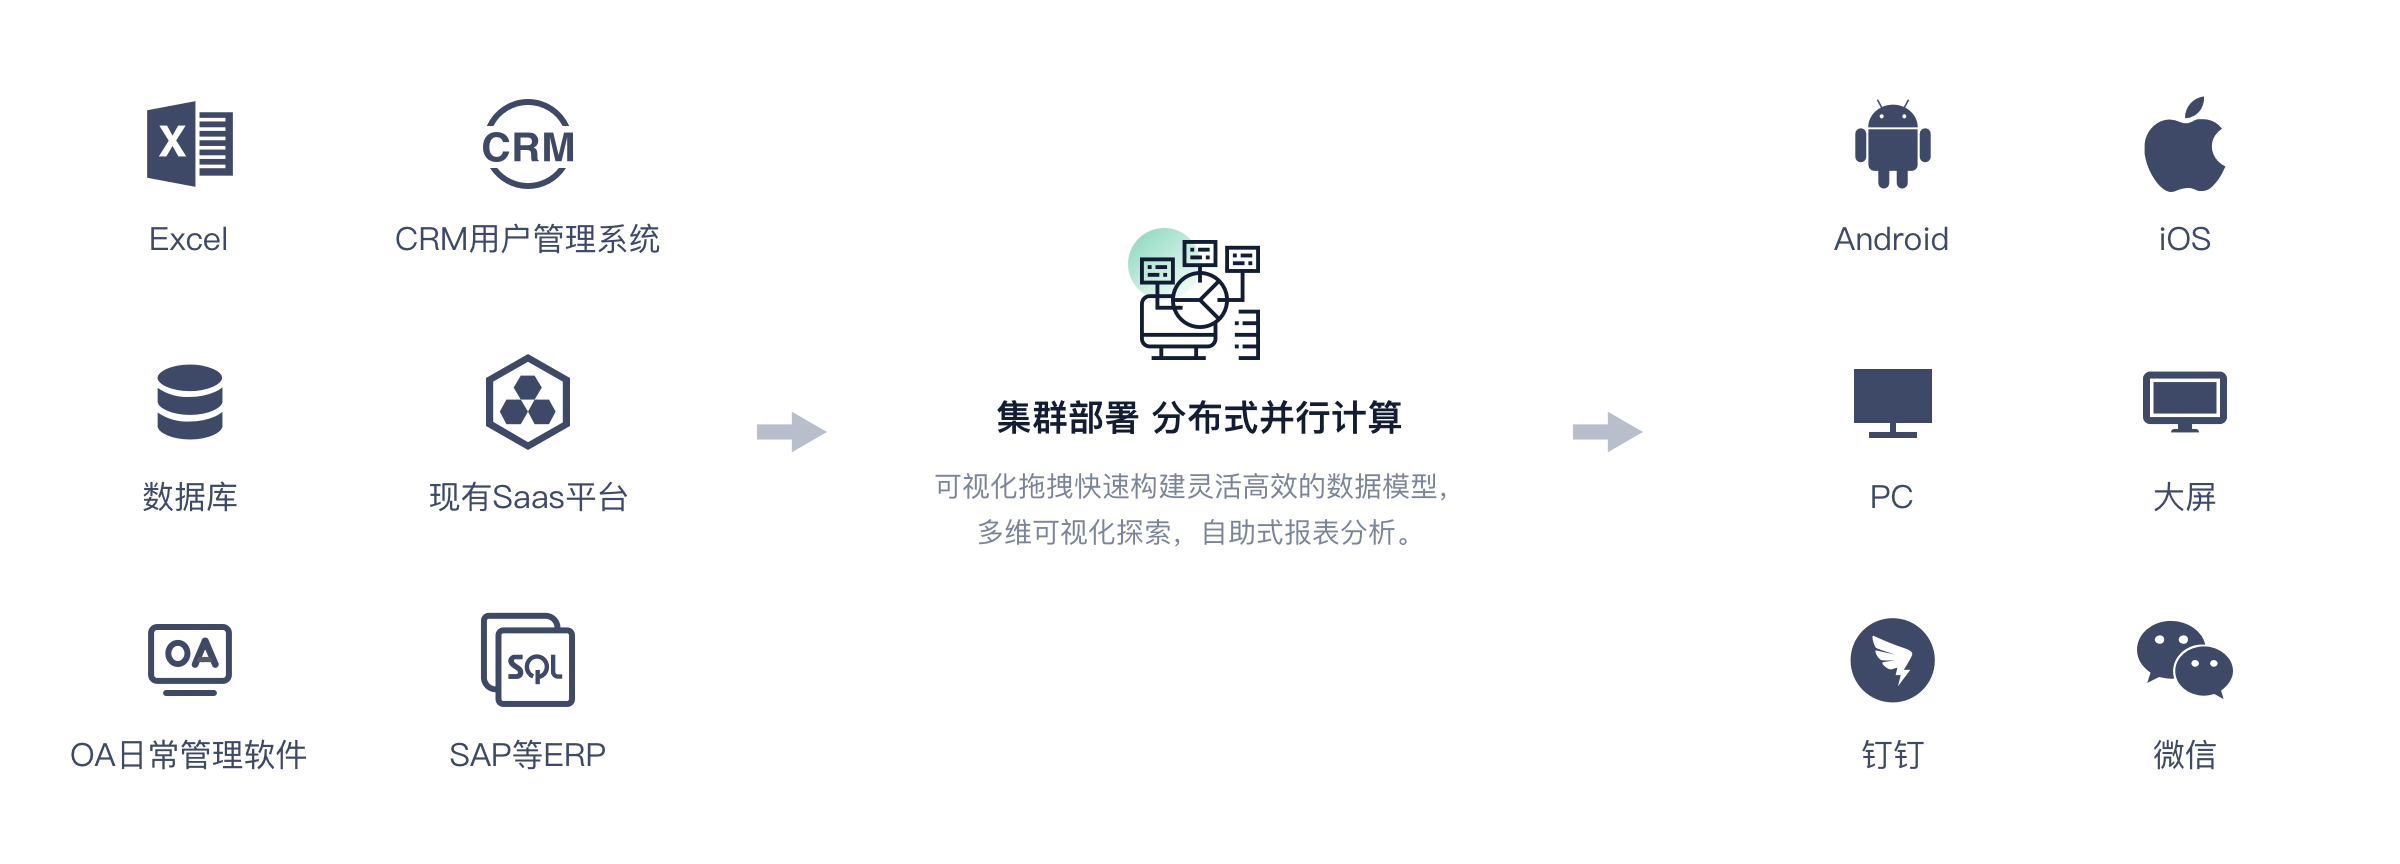 X
CRM
Excel
CRM用户管理系统
数据库
现有Saas平台
OA
SQL
OA日常管理软件
SAP等ERP
集群部署 分布式并行计算
可视化拖拽快速构建灵活高效的数据模型,
多维可视化探索，自助式报表分析。
Android
iOS
PC
大屏
钉钉
微信